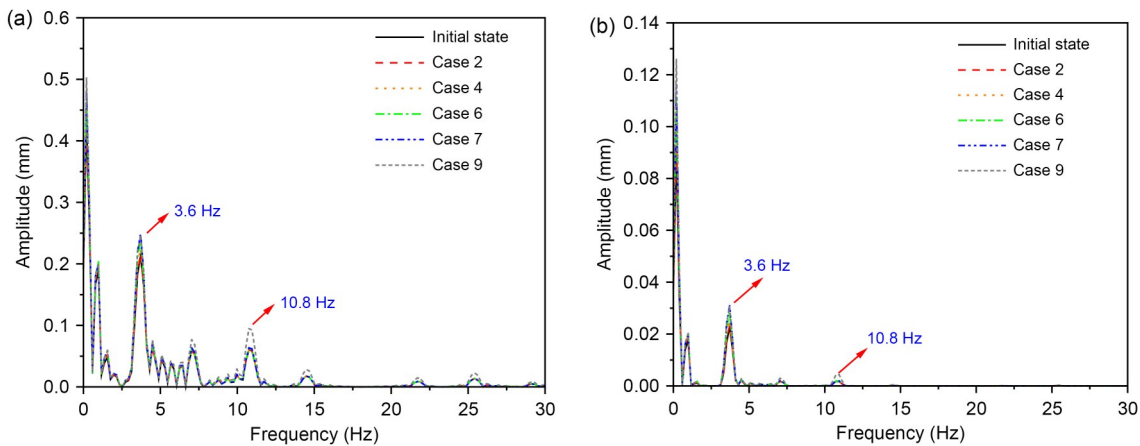 (a)
0.6
0.5
0.4
0.3
0.2
0.1
0.0
Amplitude (mm)
Initial state
Case 2
Case 4
Case 6
Case 7
Case 9
3.6 Hz
10.8 Hz
0 5 10 15 20 25 30
Frequency (Hz)
(b)
0.14
0.12
0.10
0.08
0.06
0.04
0.02
0.00
Amplitude (mm)
Initial state
Case 2
Case 4
Case 6
Case 7
Case 9
3.6 Hz
10.8 Hz
0 5 10 15 20 25 30
Frequency (Hz)